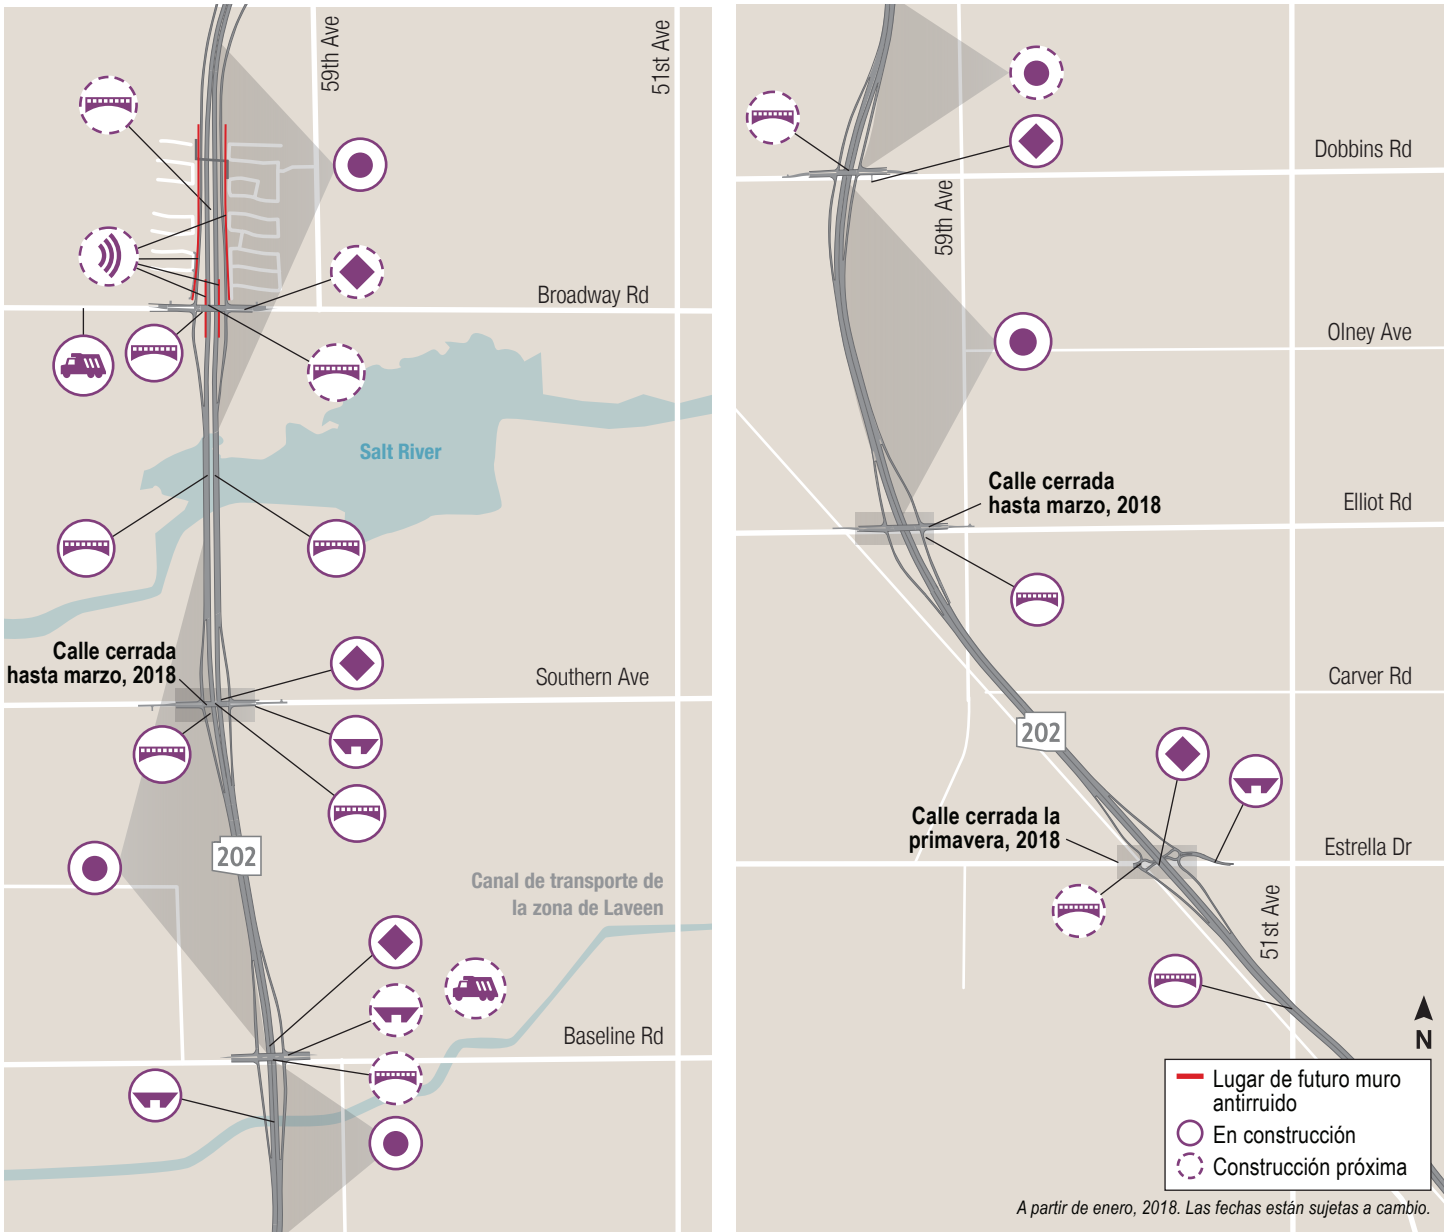 59th Ave
51st Ave
Broadway Rd
Salt River
Calle cerrada
hasta marzo, 2018
Southern Ave
202
Canal de transporte de
la zona de Laveen
Baseline Rd
Dobbins Rd
59th Ave
Olney Ave
Calle cerrada
hasta marzo, 2018
Elliot Rd
Carver Rd
202
Calle cerrada la
primavera, 2018
Estrella Dr
51st Ave
N
Lugar de futuro muro
antirruido
En construcción
Construcción próxima
A partir de enero, 2018. Las fechas están sujetas a cambio.